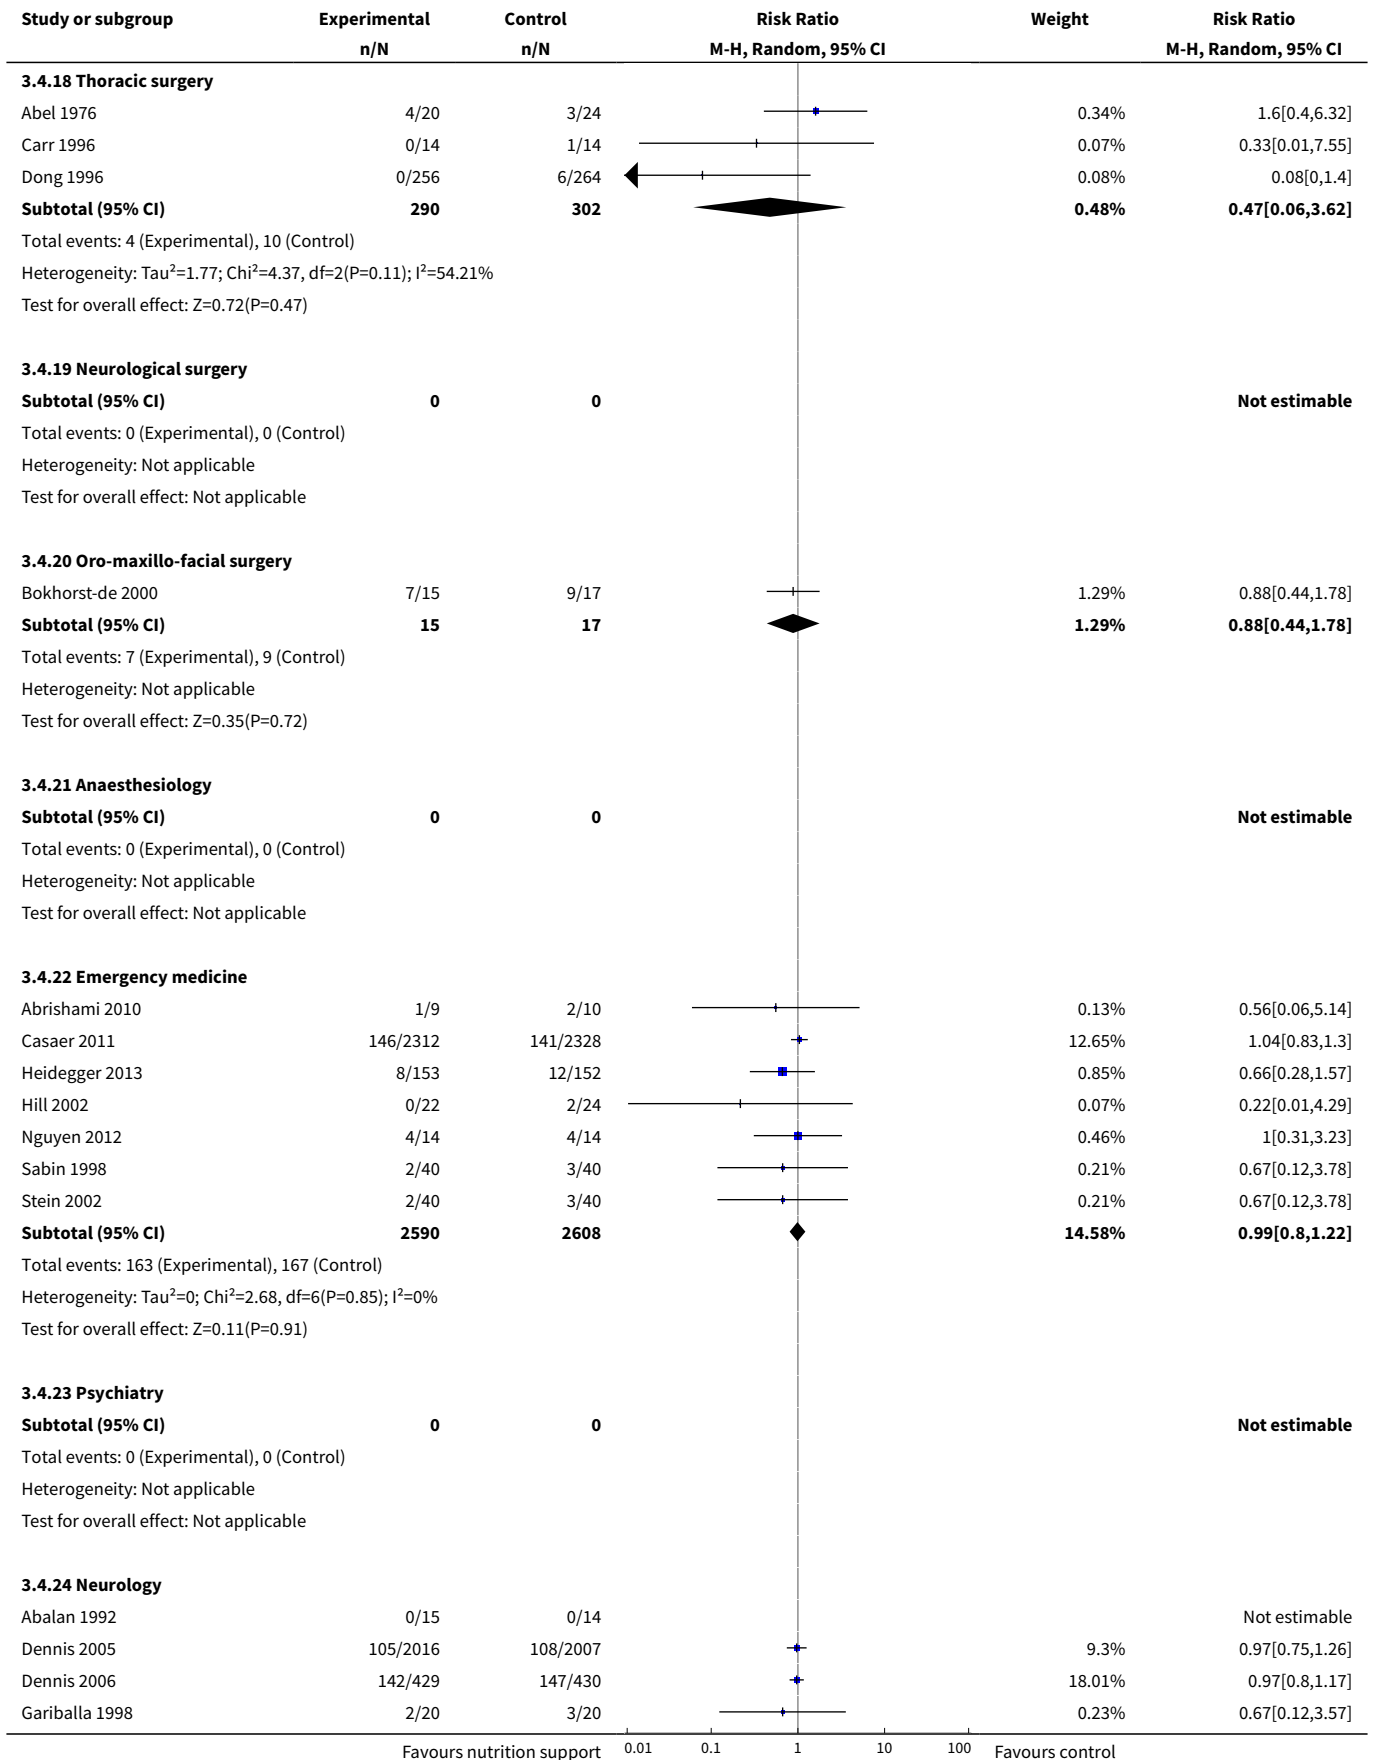 Study or subgroup Experimental Control Risk Ratio Weight Risk Ratio
n/N n/N M-H, Random, 95% CI M-H, Random, 95% CI
3.4.18 Thoracic surgery
Abel 1976 4/20 3/24 0.34% 1.6[0.4,6.32]
Carr 1996 0/14 1/14 0.07% 0.33[0.01,7.55]
Dong 1996 0/256 6/264 0.08% 0.08[0,1.4]
Subtotal (95% CI) 290 302 0.48% 0.47[0.06,3.62]
Total events: 4 (Experimental), 10 (Control)
Heterogeneity: Tau²=1.77; Chi²=4.37, df=2(P=0.11); I²=54.21%
Test for overall effect: Z=0.72(P=0.47)
3.4.19 Neurological surgery
Subtotal (95% CI) 0 0 Not estimable
Total events: 0 (Experimental), 0 (Control)
Heterogeneity: Not applicable
Test for overall effect: Not applicable
3.4.20 Oro-maxillo-facial surgery
Bokhorst-de 2000 7/15 9/17 1.29% 0.88[0.44,1.78]
Subtotal (95% CI) 15 17 1.29% 0.88[0.44,1.78]
Total events: 7 (Experimental), 9 (Control)
Heterogeneity: Not applicable
Test for overall effect: Z=0.35(P=0.72)
3.4.21 Anaesthesiology
Subtotal (95% CI) 0 0 Not estimable
Total events: 0 (Experimental), 0 (Control)
Heterogeneity: Not applicable
Test for overall effect: Not applicable
3.4.22 Emergency medicine
Abrishami 2010 1/9 2/10 0.13% 0.56[0.06,5.14]
Casaer 2011 146/2312 141/2328 12.65% 1.04[0.83,1.3]
Heidegger 2013 8/153 12/152 0.85% 0.66[0.28,1.57]
Hill 2002 0/22 2/24 0.07% 0.22[0.01,4.29]
Nguyen 2012 4/14 4/14 0.46% 1[0.31,3.23]
Sabin 1998 2/40 3/40 0.21% 0.67[0.12,3.78]
Stein 2002 2/40 3/40 0.21% 0.67[0.12,3.78]
Subtotal (95% CI) 2590 2608 14.58% 0.99[0.8,1.22]
Total events: 163 (Experimental), 167 (Control)
Heterogeneity: Tau²=0; Chi²=2.68, df=6(P=0.85); I²=0%
Test for overall effect: Z=0.11(P=0.91)
3.4.23 Psychiatry
Subtotal (95% CI) 0 0 Not estimable
Total events: 0 (Experimental), 0 (Control)
Heterogeneity: Not applicable
Test for overall effect: Not applicable
3.4.24 Neurology
Abalan 1992 0/15 0/14 Not estimable
Dennis 2005 105/2016 108/2007 9.3% 0.97[0.75,1.26]
Dennis 2006 142/429 147/430 18.01% 0.97[0.8,1.17]
Gariballa 1998 2/20 3/20 0.23% 0.67[0.12,3.57]
Favours nutrition support 0.01 0.1 1 10 100 Favours control